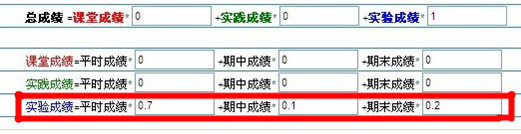 总成绩=课堂成绩* 0 +实践成绩* 0 +实验成绩* 1
课堂成绩=平时成绩* 0 +期中成绩* 0 +期末成绩* 0
实践成绩=平时成绩* 0 +期中成绩* 0 +期末成绩* 0
实验成绩=平时成绩* 0.7 +期中成绩* 0.1 +期末成绩* 0.2